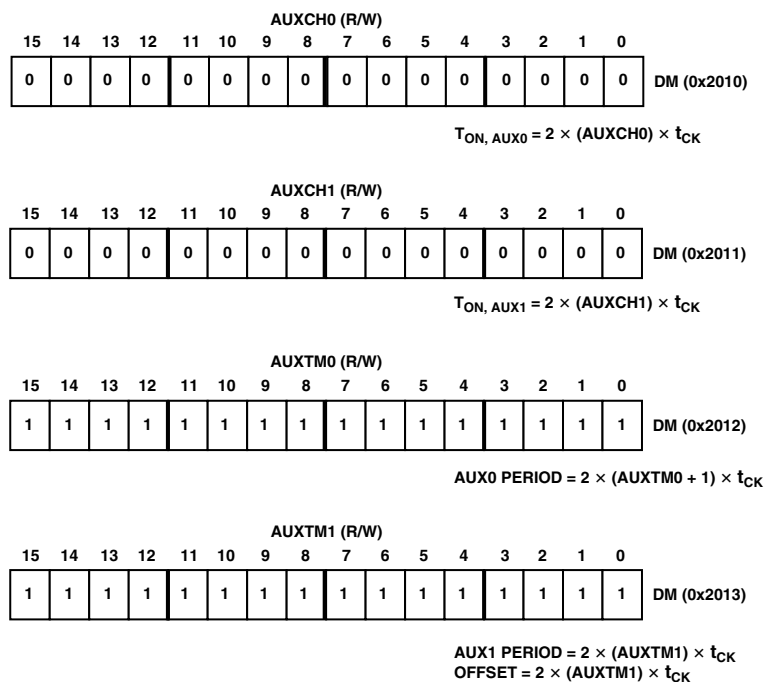 AUXCH0 (R/W)
15 14 13 12 11 10 9 8 7 6 5 4 3 2 1 0
0 0 0 0 0 0 0 0 0 0 0 0 0 0 0 0 DM (0x2010)
T_ON, AUX0 = 2 × (AUXCH0) × t_CK
AUXCH1 (R/W)
15 14 13 12 11 10 9 8 7 6 5 4 3 2 1 0
0 0 0 0 0 0 0 0 0 0 0 0 0 0 0 0 DM (0x2011)
T_ON, AUX1 = 2 × (AUXCH1) × t_CK
AUXTM0 (R/W)
15 14 13 12 11 10 9 8 7 6 5 4 3 2 1 0
1 1 1 1 1 1 1 1 1 1 1 1 1 1 1 1 DM (0x2012)
AUX0 PERIOD = 2 × (AUXTM0 + 1) × t_CK
AUXTM1 (R/W)
15 14 13 12 11 10 9 8 7 6 5 4 3 2 1 0
1 1 1 1 1 1 1 1 1 1 1 1 1 1 1 1 DM (0x2013)
AUX1 PERIOD = 2 × (AUXTM1) × t_CK
OFFSET = 2 × (AUXTM1) × t_CK